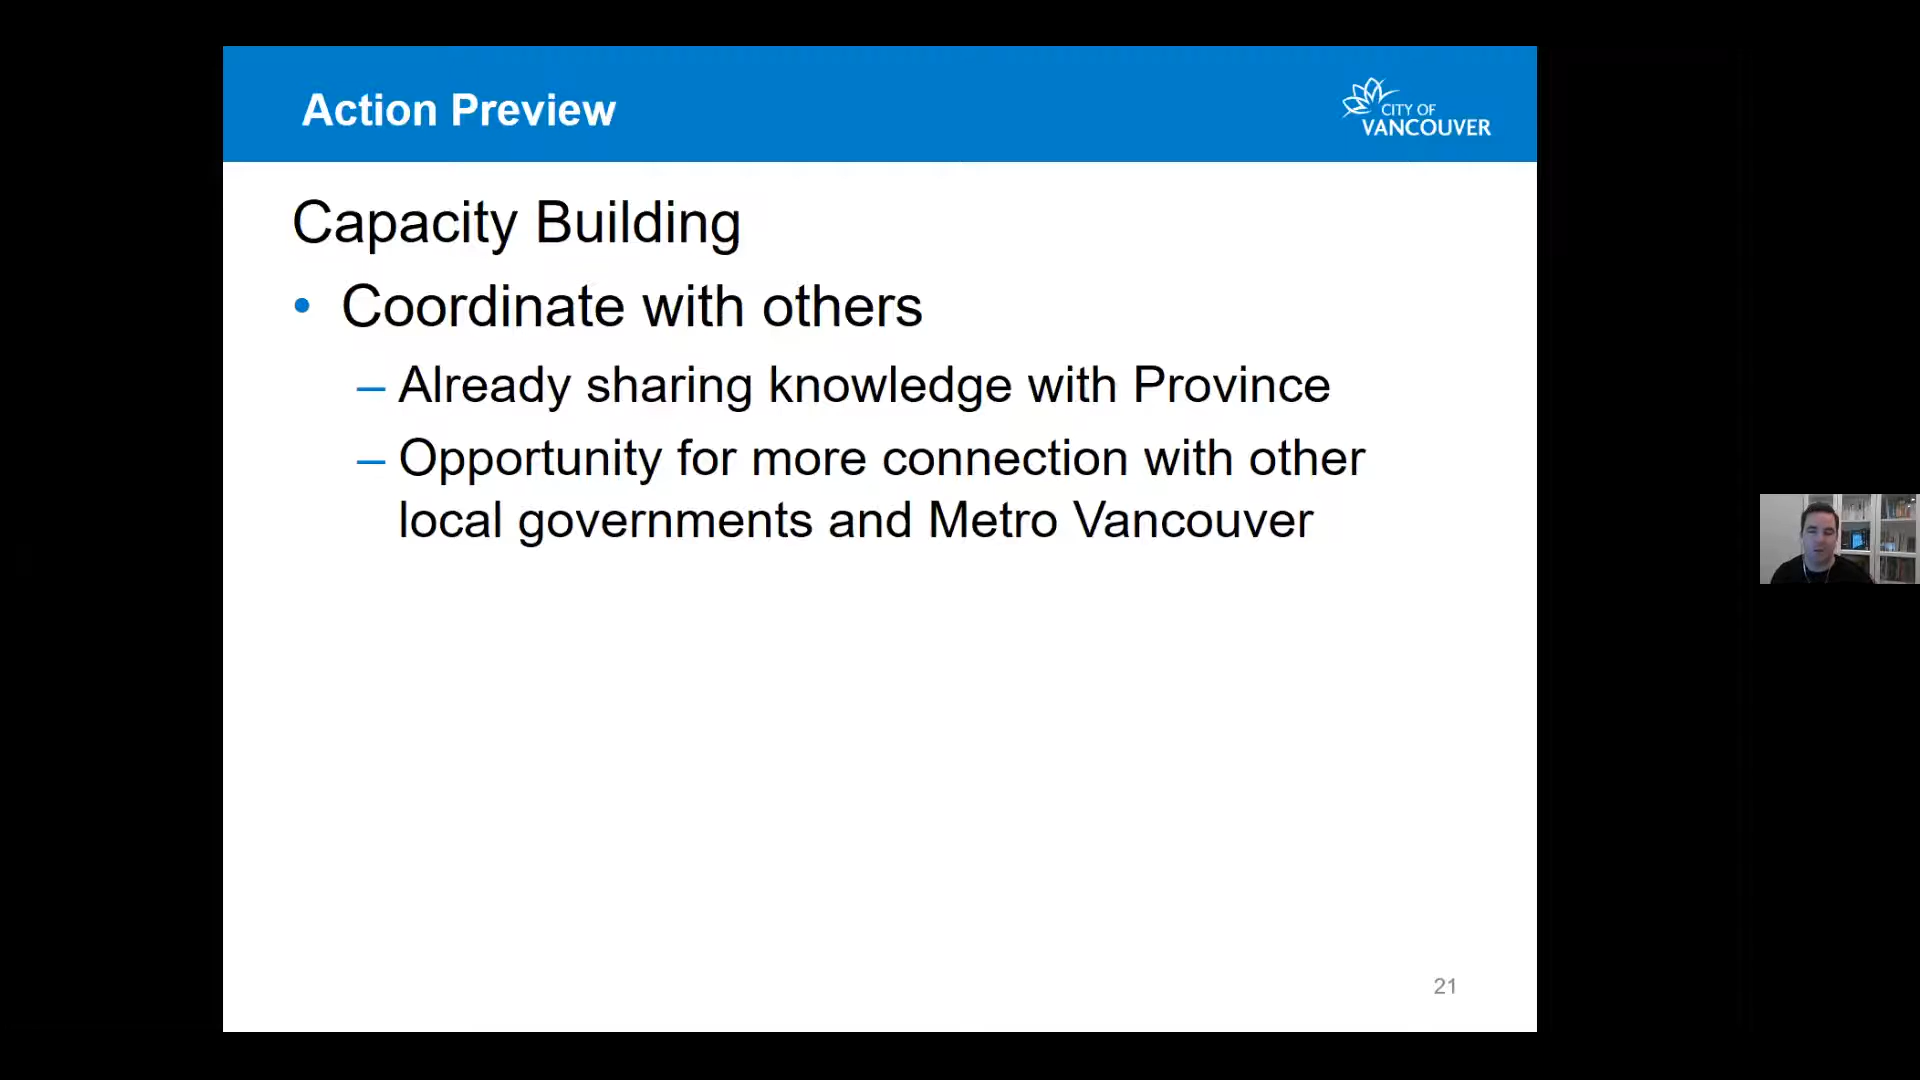 Action Preview
CITY OF
VANCOUVER
Capacity Building
• Coordinate with others
– Already sharing knowledge with Province
– Opportunity for more connection with other
local governments and Metro Vancouver
21